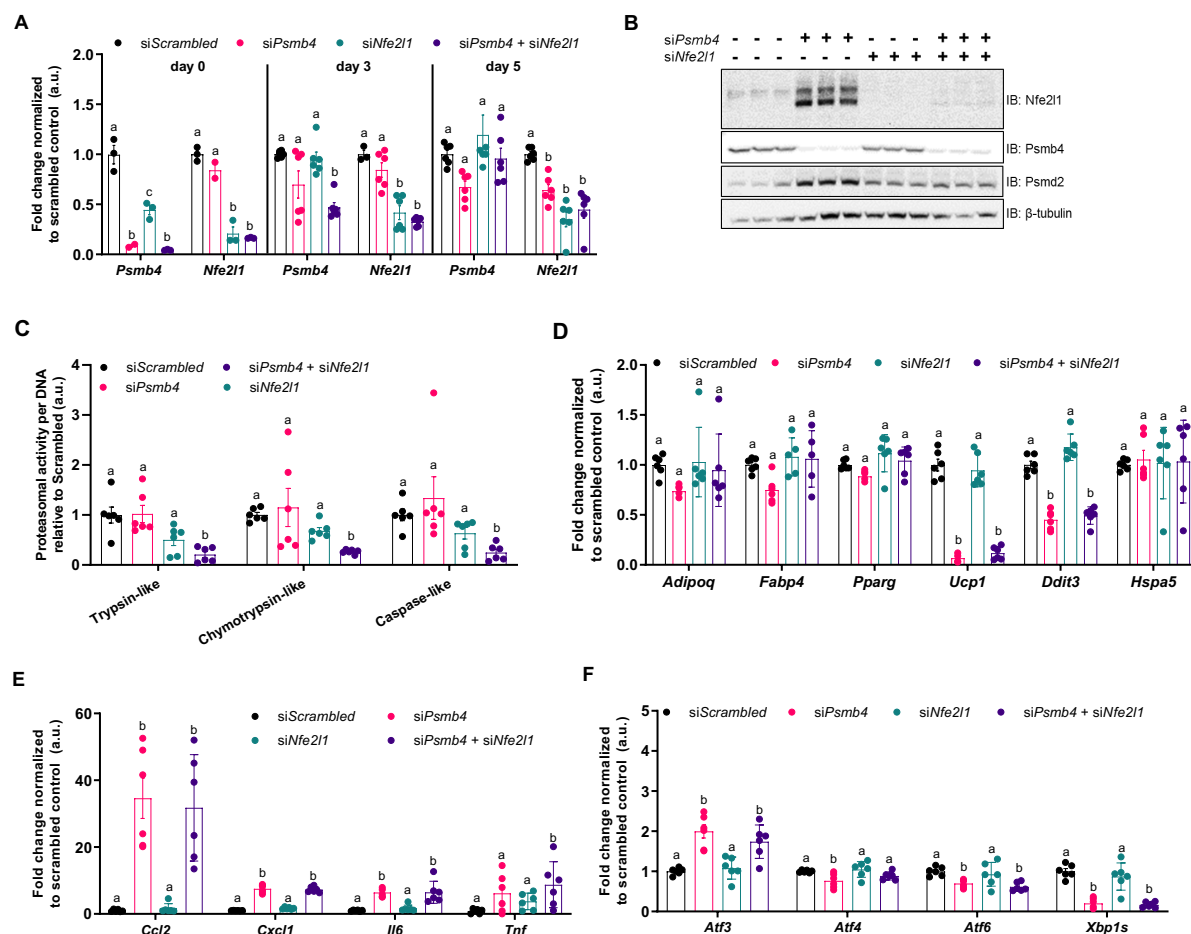 A
siScrambled siPsmb4 siNfe2l1 siPsmb4 + siNfe2l1
day 0 day 3 day 5
Fold change normalized
to scrambled control (a.u.)
2.0
1.5
1.0
0.5
0.0
a b c b a a b b a a a b a a b b a a a a a b b b
Psmb4 Nfe2l1 Psmb4 Nfe2l1 Psmb4 Nfe2l1
B
siPsmb4 - - - + + + - - - + + +
siNfe2l1 - - - - - - + + + + + +
IB: Nfe2l1
IB: Psmb4
IB: Psmd2
IB: β-tubulin
C
siScrambled siPsmb4 + siNfe2l1
siPsmb4 siNfe2l1
Proteasomal activity per DNA
relative to Scrambled (a.u.)
4
3
2
1
0
a a a b a a a b a a a b
Trypsin-like Chymotrypsin-like Caspase-like
D
siScrambled siPsmb4 siNfe2l1 siPsmb4 + siNfe2l1
Fold change normalized
to scrambled control (a.u.)
2.0
1.5
1.0
0.5
0.0
a a a a a a a a a a a a a b a b a b a b a a a a
Adipoq Fabp4 Pparg Ucp1 Ddit3 Hspa5
E
siScrambled siPsmb4
siNfe2l1 siPsmb4 + siNfe2l1
Fold change normalized
to scrambled control (a.u.)
60
40
20
0
a b a b a b a b a b a b a a a b
Ccl2 Cxcl1 Il6 Tnf
F
siScrambled siPsmb4 siNfe2l1 siPsmb4 + siNfe2l1
Fold change normalized
to scrambled control (a.u.)
5
4
3
2
1
0
a b a b a b a a a b a b a b a b
Atf3 Atf4 Atf6 Xbp1s